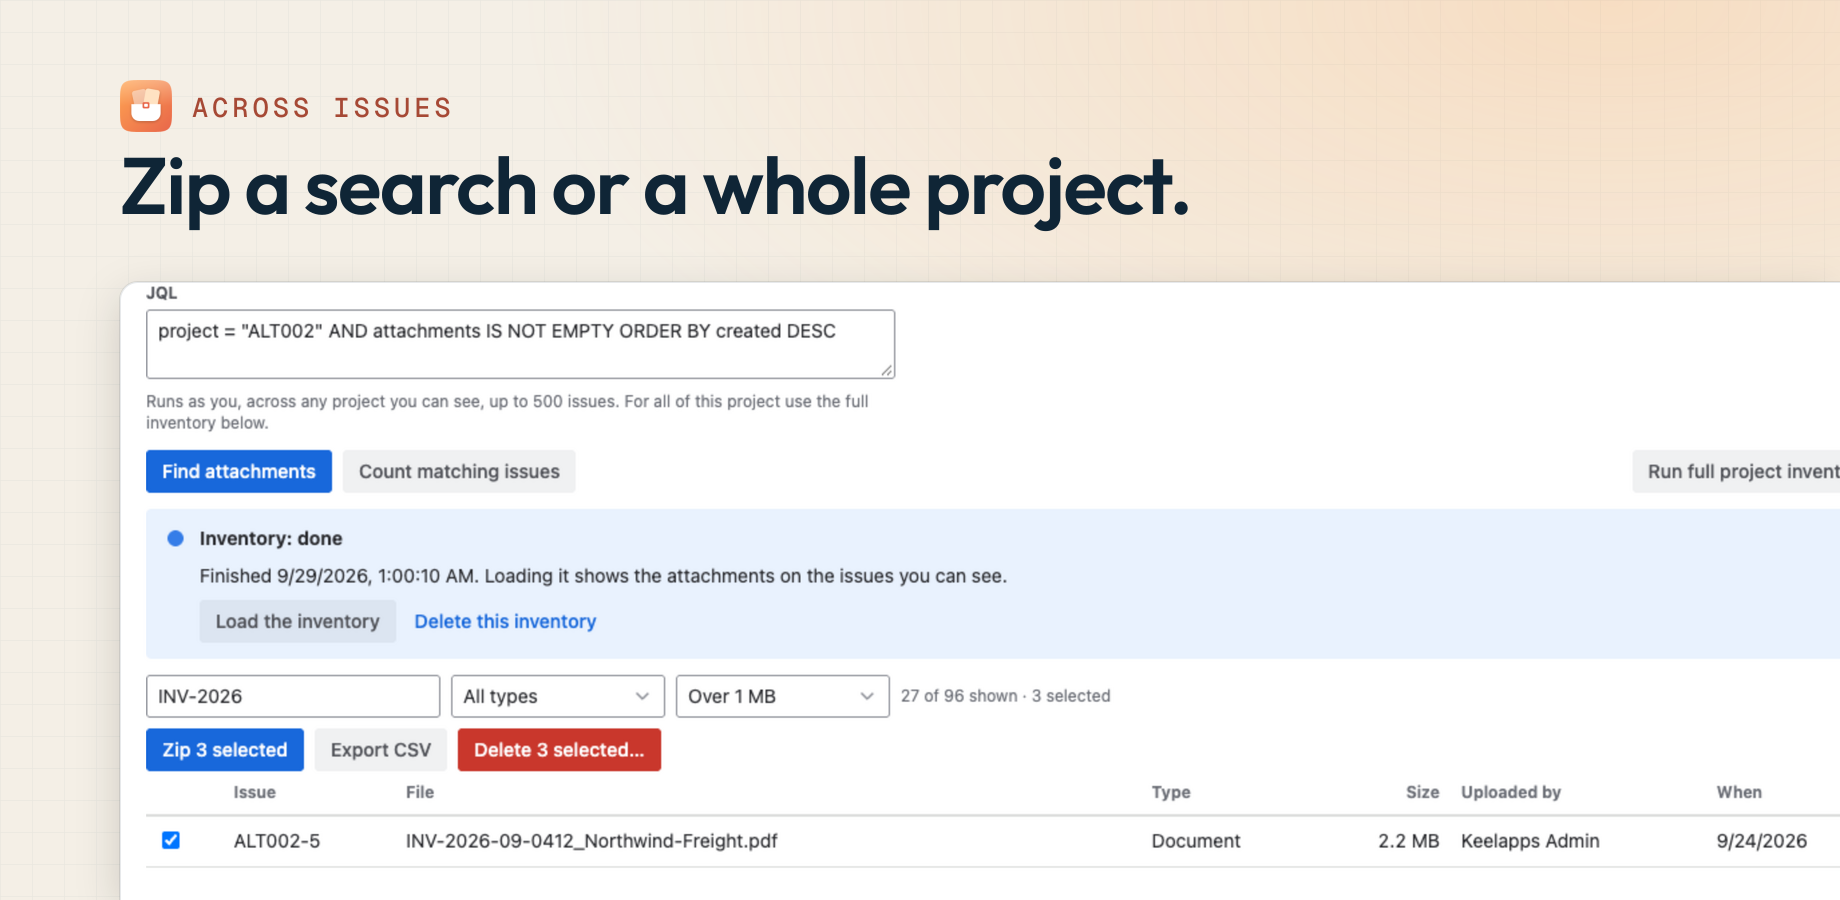 ACROSS ISSUES
Zip a search or a whole project.
JQL
project = "ALT002" AND attachments IS NOT EMPTY ORDER BY created DESC
Runs as you, across any project you can see, up to 500 issues. For all of this project use the full
inventory below.
Find attachments Count matching issues Run full project invent
Inventory: done
Finished 9/29/2026, 1:00:10 AM. Loading it shows the attachments on the issues you can see.
Load the inventory Delete this inventory
INV-2026 All types Over 1 MB 27 of 96 shown · 3 selected
Zip 3 selected Export CSV Delete 3 selected...
Issue File Type Size Uploaded by When
ALT002-5 INV-2026-09-0412_Northwind-Freight.pdf Document 2.2 MB Keelapps Admin 9/24/2026